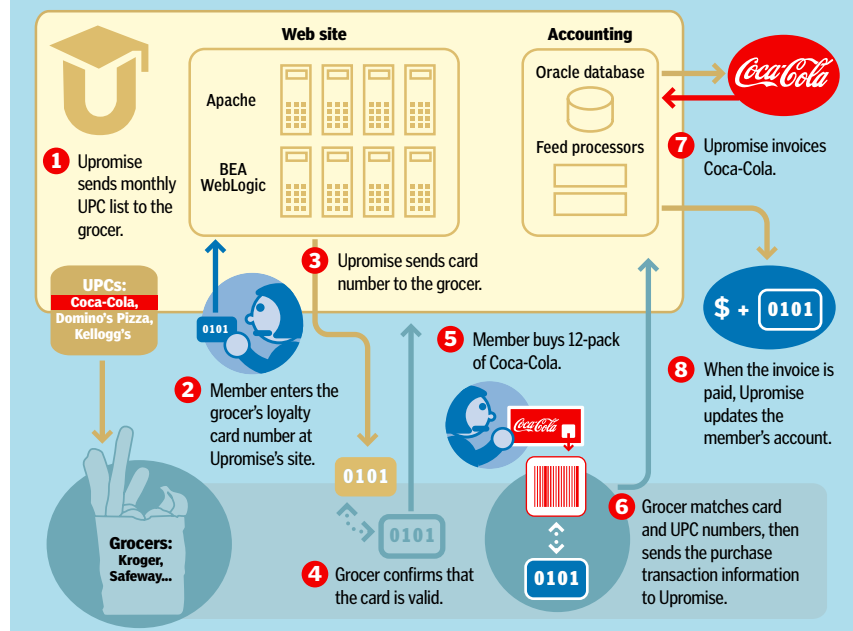 Web site
Accounting
Apache
BEA
WebLogic
Oracle database
Feed processors
Coca-Cola
1 Upromise
sends monthly
UPC list to the
grocer.
7 Upromise invoices
Coca-Cola.
3 Upromise sends card
number to the grocer.
UPCs:
Coca-Cola,
Domino's Pizza,
Kellogg's
0101
2 Member enters the
grocer's loyalty
card number at
Upromise's site.
5 Member buys 12-pack
of Coca-Cola.
Coca-Cola
$ + 0101
8 When the invoice is
paid, Upromise
updates the
member's account.
0101
0101
4 Grocer confirms that
the card is valid.
Grocers:
Kroger,
Safeway...
0101
6 Grocer matches card
and UPC numbers, then
sends the purchase
transaction information
to Upromise.